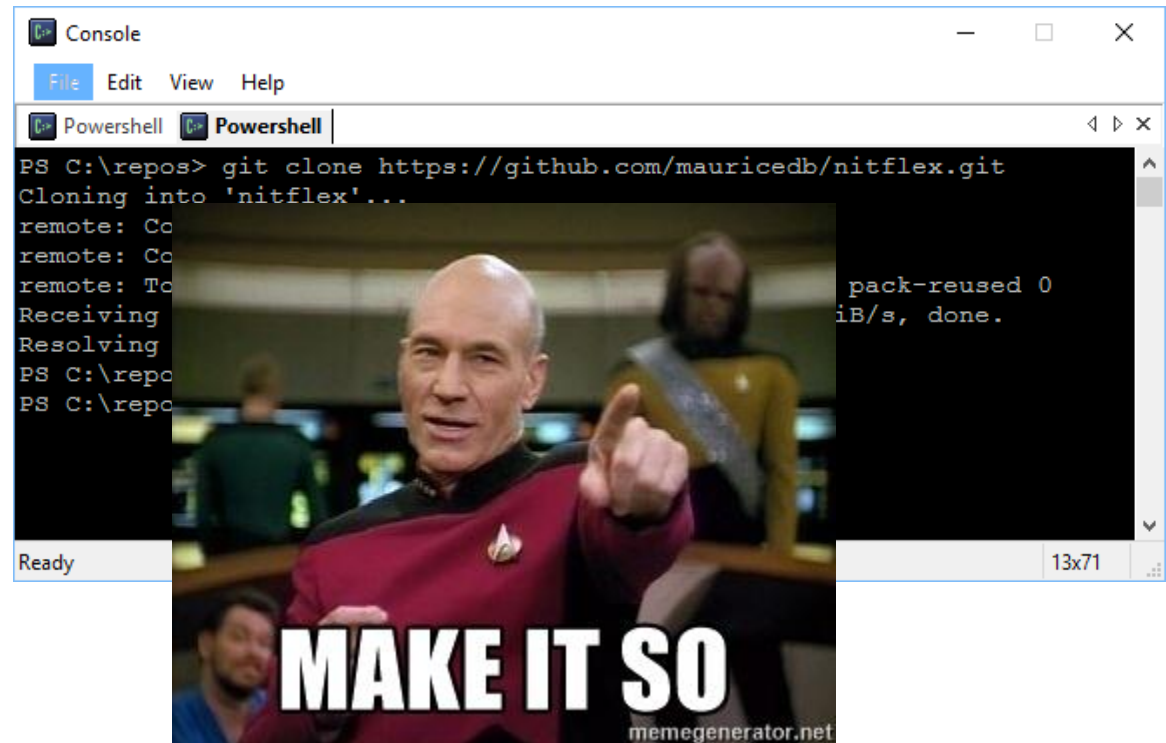 Console
File Edit View Help
Powershell Powershell
PS C:\repos> git clone https://github.com/mauricedb/nitflex.git
Cloning into 'nitflex'...
remote: Co
remote: Co
remote: To pack-reused 0
Receiving iB/s, done.
Resolving
PS C:\repo
PS C:\repo
Ready 13x71
MAKE IT SO
memegenerator.net